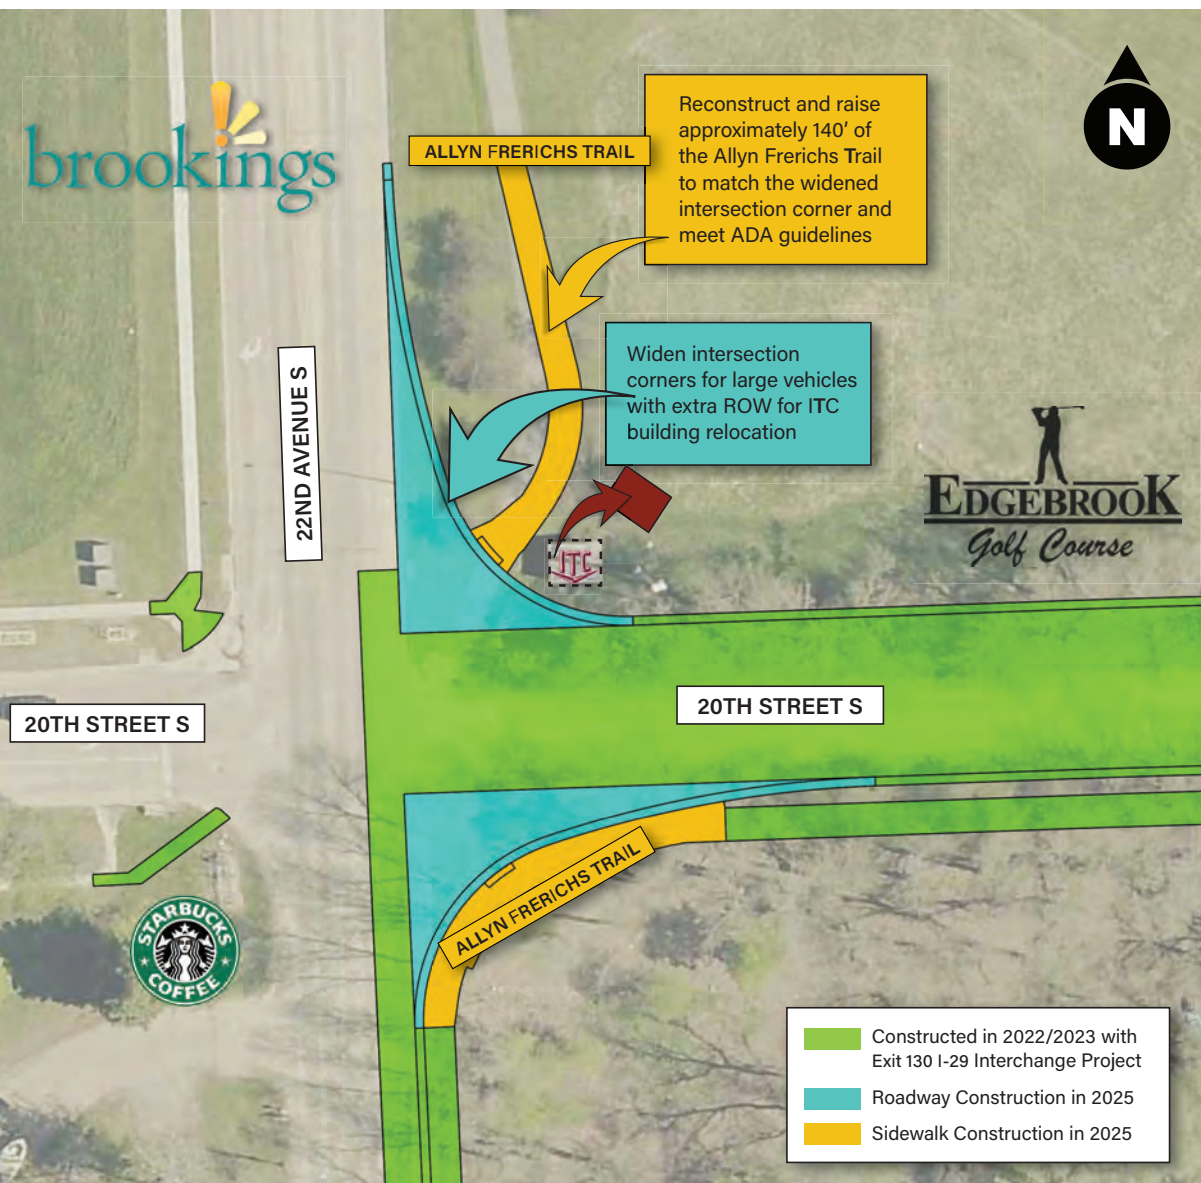 brookings
ALLYN FRERICHS TRAIL
Reconstruct and raise
approximately 140’ of
the Allyn Frerichs Trail
to match the widened
intersection corner and
meet ADA guidelines
N
Widen intersection
corners for large vehicles
with extra ROW for ITC
building relocation
22ND AVENUE S
EDGEBROOK
Golf Course
ITC
20TH STREET S
20TH STREET S
ALLYN FRERICHS TRAIL
STARBUCKS
COFFEE
Constructed in 2022/2023 with
Exit 130 I-29 Interchange Project
Roadway Construction in 2025
Sidewalk Construction in 2025